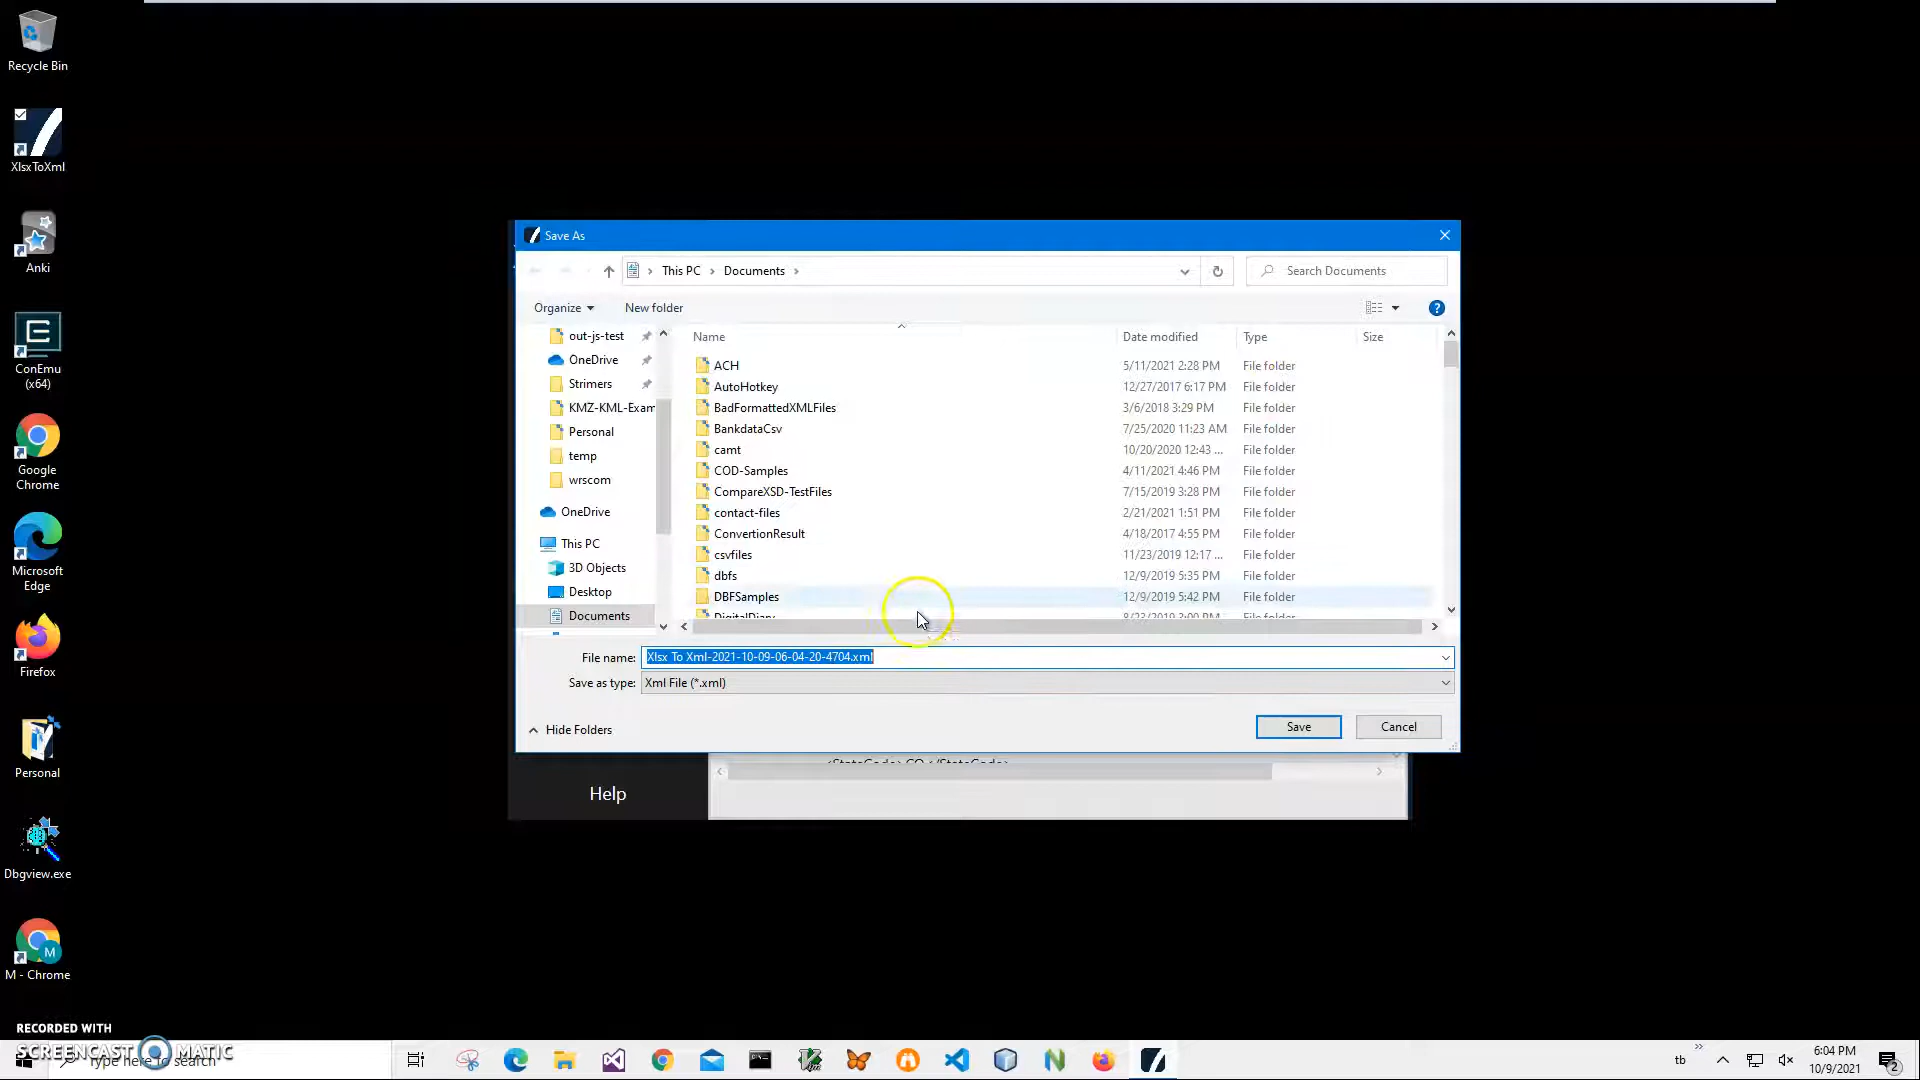 Recycle Bin
XlsxToXml
Anki
ConEmu
(x64)
Google
Chrome
Microsoft
Edge
Firefox
Personal
Dbgview.exe
M
M - Chrome
Save As
This PC
Documents
Search Documents
Organize
New folder
out-js-test
OneDrive
Strimers
KMZ-KML-Exam
Personal
temp
wrscom
OneDrive
This PC
3D Objects
Desktop
Documents
Name Date modified Type Size
ACH 5/11/2021 2:28 PM File folder
AutoHotkey 12/27/2017 6:17 PM File folder
BadFormattedXMLFiles 3/6/2018 3:29 PM File folder
BankdataCsv 7/25/2020 11:23 AM File folder
camt 10/20/2020 12:43 ... File folder
COD-Samples 4/11/2021 4:46 PM File folder
CompareXSD-TestFiles 7/15/2019 3:28 PM File folder
contact-files 2/21/2021 1:51 PM File folder
ConvertionResult 4/18/2017 4:55 PM File folder
csvfiles 11/23/2019 12:17 ... File folder
dbfs 12/9/2019 5:35 PM File folder
DBFSamples 12/9/2019 5:42 PM File folder
DigitalDiary 8/23/2019 3:00 PM File folder
File name: Xlsx To Xml-2021-10-09-06-04-20-4704.xml
Save as type: Xml File (*.xml)
Hide Folders
Save
Cancel
<StateCode> CO </StateCode>
Help
RECORDED WITH
SCREENCAST MATIC
Type here to search
tb
6:04 PM
10/9/2021
2